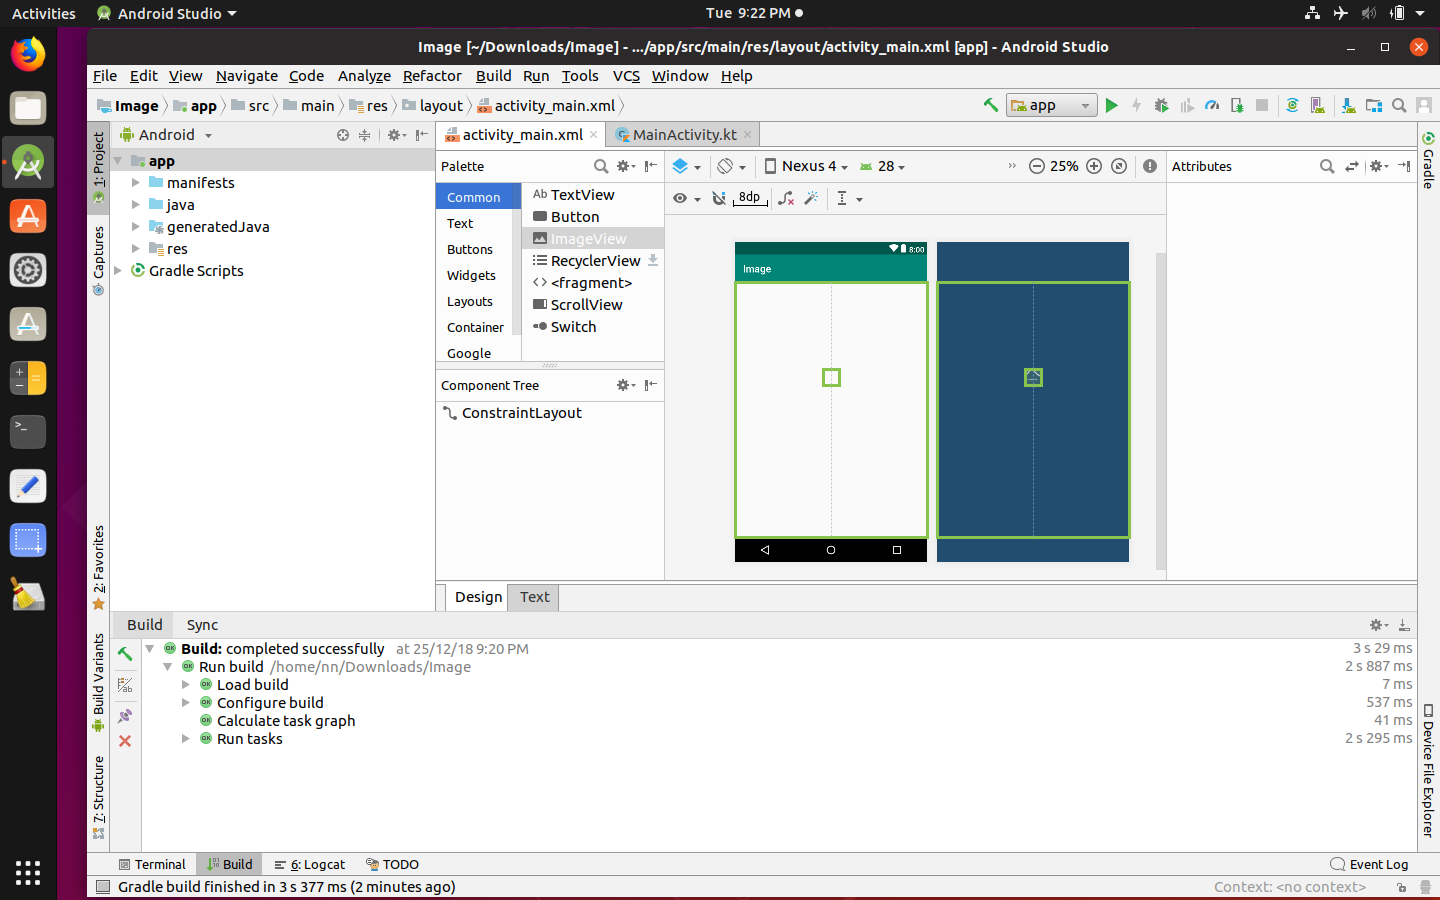 Activities Android Studio Tue 9:22 PM
Image [~/Downloads/Image] - .../app/src/main/res/layout/activity_main.xml [app] - Android Studio
File Edit View Navigate Code Analyze Refactor Build Run Tools VCS Window Help
Image app src main res layout activity_main.xml app
1: Project
Captures
2: Favorites
Build Variants
7: Structure
Android
app
manifests
java
generatedJava
res
Gradle Scripts
activity_main.xml MainActivity.kt
Palette
Common
Text
Buttons
Widgets
Layouts
Container
Google
Ab TextView
Button
ImageView
RecyclerView
<fragment>
ScrollView
Switch
Component Tree
ConstraintLayout
Nexus 4 28 25%
8dp
8:00
Image
Attributes
Gradle
Device File Explorer
Design Text
Build Sync
Build: completed successfully at 25/12/18 9:20 PM 3 s 29 ms
Run build /home/nn/Downloads/Image 2 s 887 ms
Load build 7 ms
Configure build 537 ms
Calculate task graph 41 ms
Run tasks 2 s 295 ms
Terminal Build 6: Logcat TODO Event Log
Gradle build finished in 3 s 377 ms (2 minutes ago) Context: <no context>